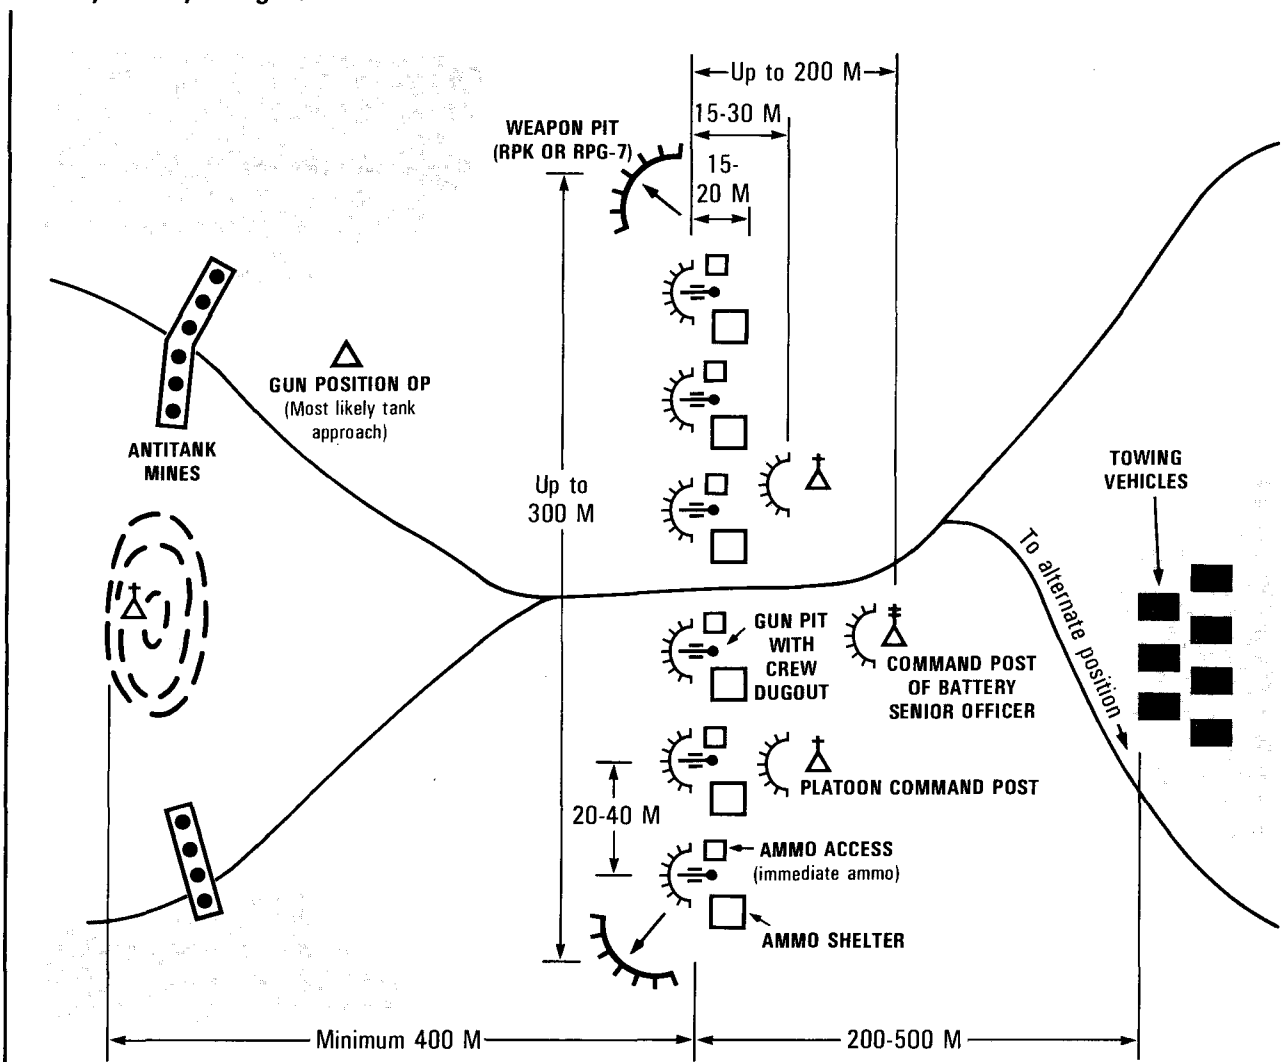 Up to 200 M
15-30 M
WEAPON PIT
(RPK OR RPG-7)
15-
20 M
GUN POSITION OP
(Most likely tank
approach)
ANTITANK
MINES
Up to
300 M
TOWING
VEHICLES
To alternate position
GUN PIT
WITH
CREW
DUGOUT
COMMAND POST
OF BATTERY
SENIOR OFFICER
PLATOON COMMAND POST
20-40 M
AMMO ACCESS
(immediate ammo)
AMMO SHELTER
Minimum 400 M
200-500 M